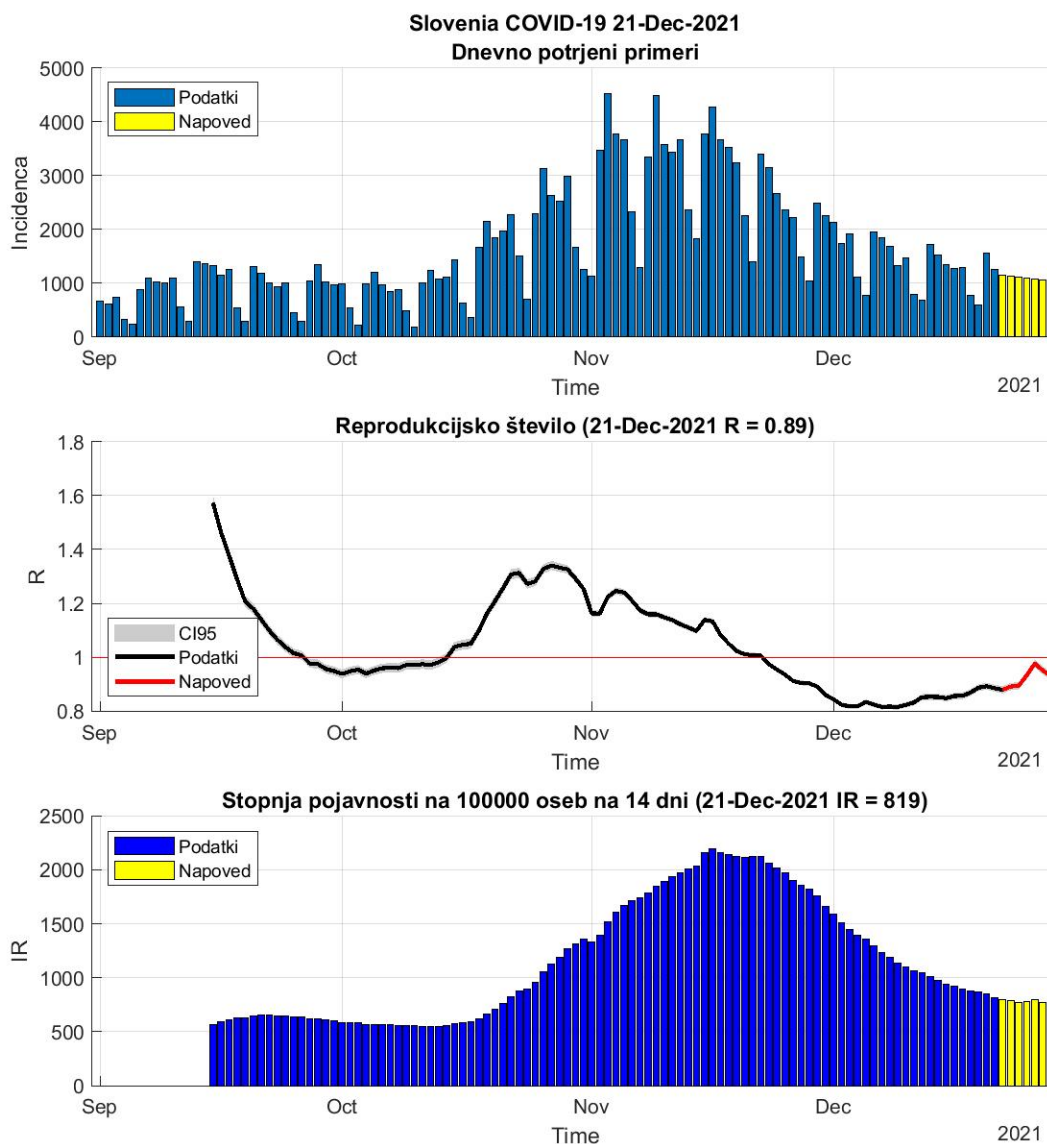 Slovenia COVID-19 21-Dec-2021
Dnevno potrjeni primeri
5000
4000
3000
2000
1000
0
Incidenca
Podatki
Napoved
Sep
Oct
Nov
Dec
Time
2021
Reprodukcijsko število (21-Dec-2021 R = 0.89)
1.8
1.6
1.4
1.2
1
0.8
R
CI95
Podatki
Napoved
Sep
Oct
Nov
Dec
Time
2021
Stopnja pojavnosti na 100000 oseb na 14 dni (21-Dec-2021 IR = 819)
2500
2000
1500
1000
500
0
IR
Podatki
Napoved
Sep
Oct
Nov
Dec
Time
2021